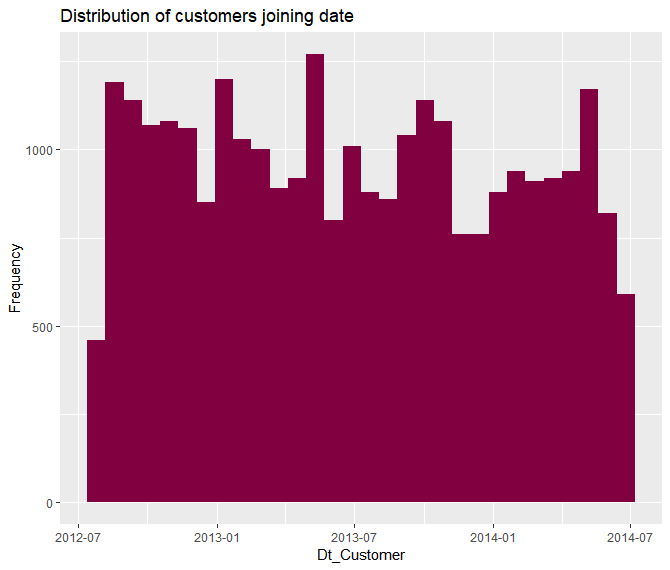 Distribution of customers joining date
Frequency
1000
500
0
2012-07
2013-01
2013-07
2014-01
2014-07
Dt_Customer